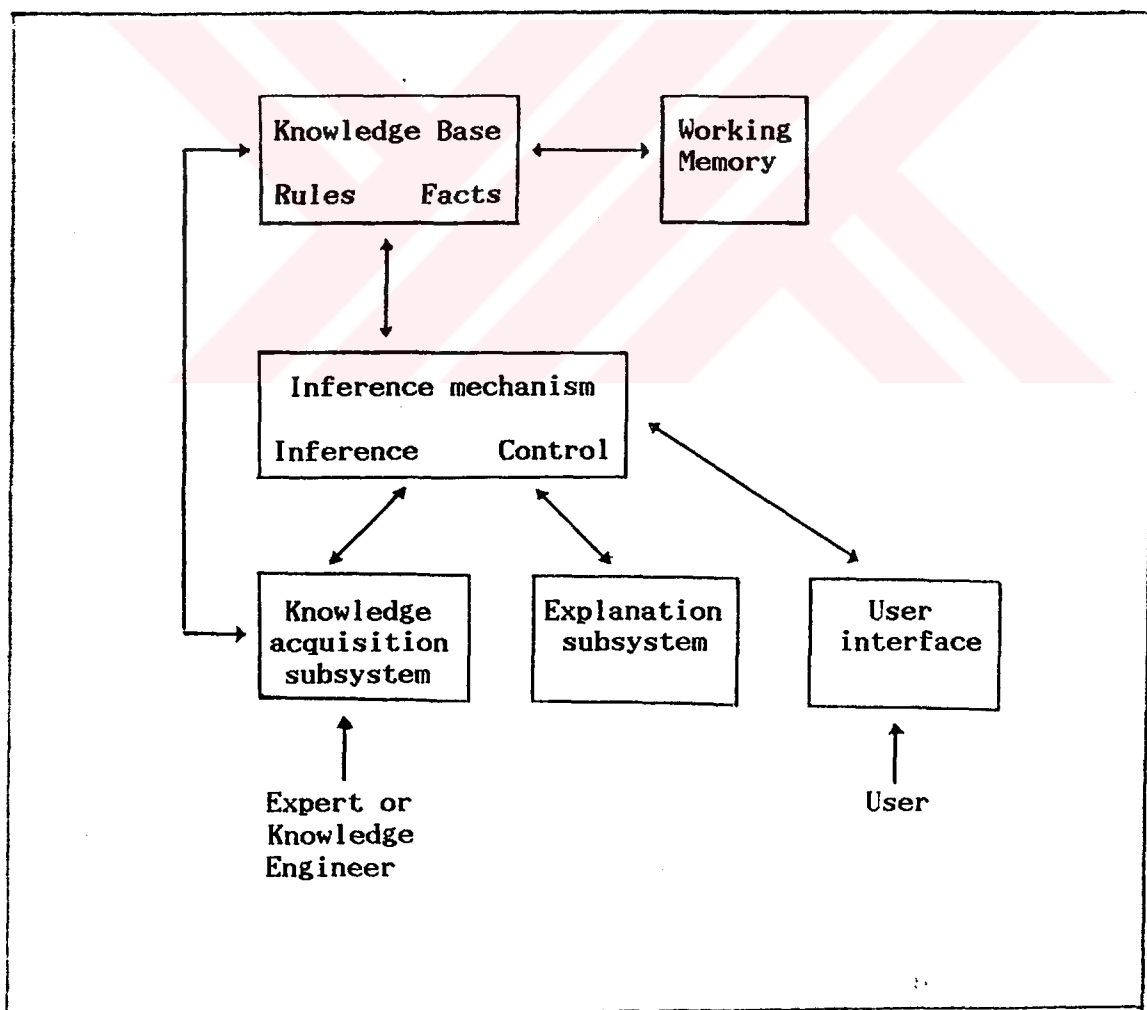 Knowledge Base
Rules Facts
Working
Memory
Inference mechanism
Inference Control
Knowledge
acquisition
subsystem
Explanation
subsystem
User
interface
Expert or
Knowledge
Engineer
User